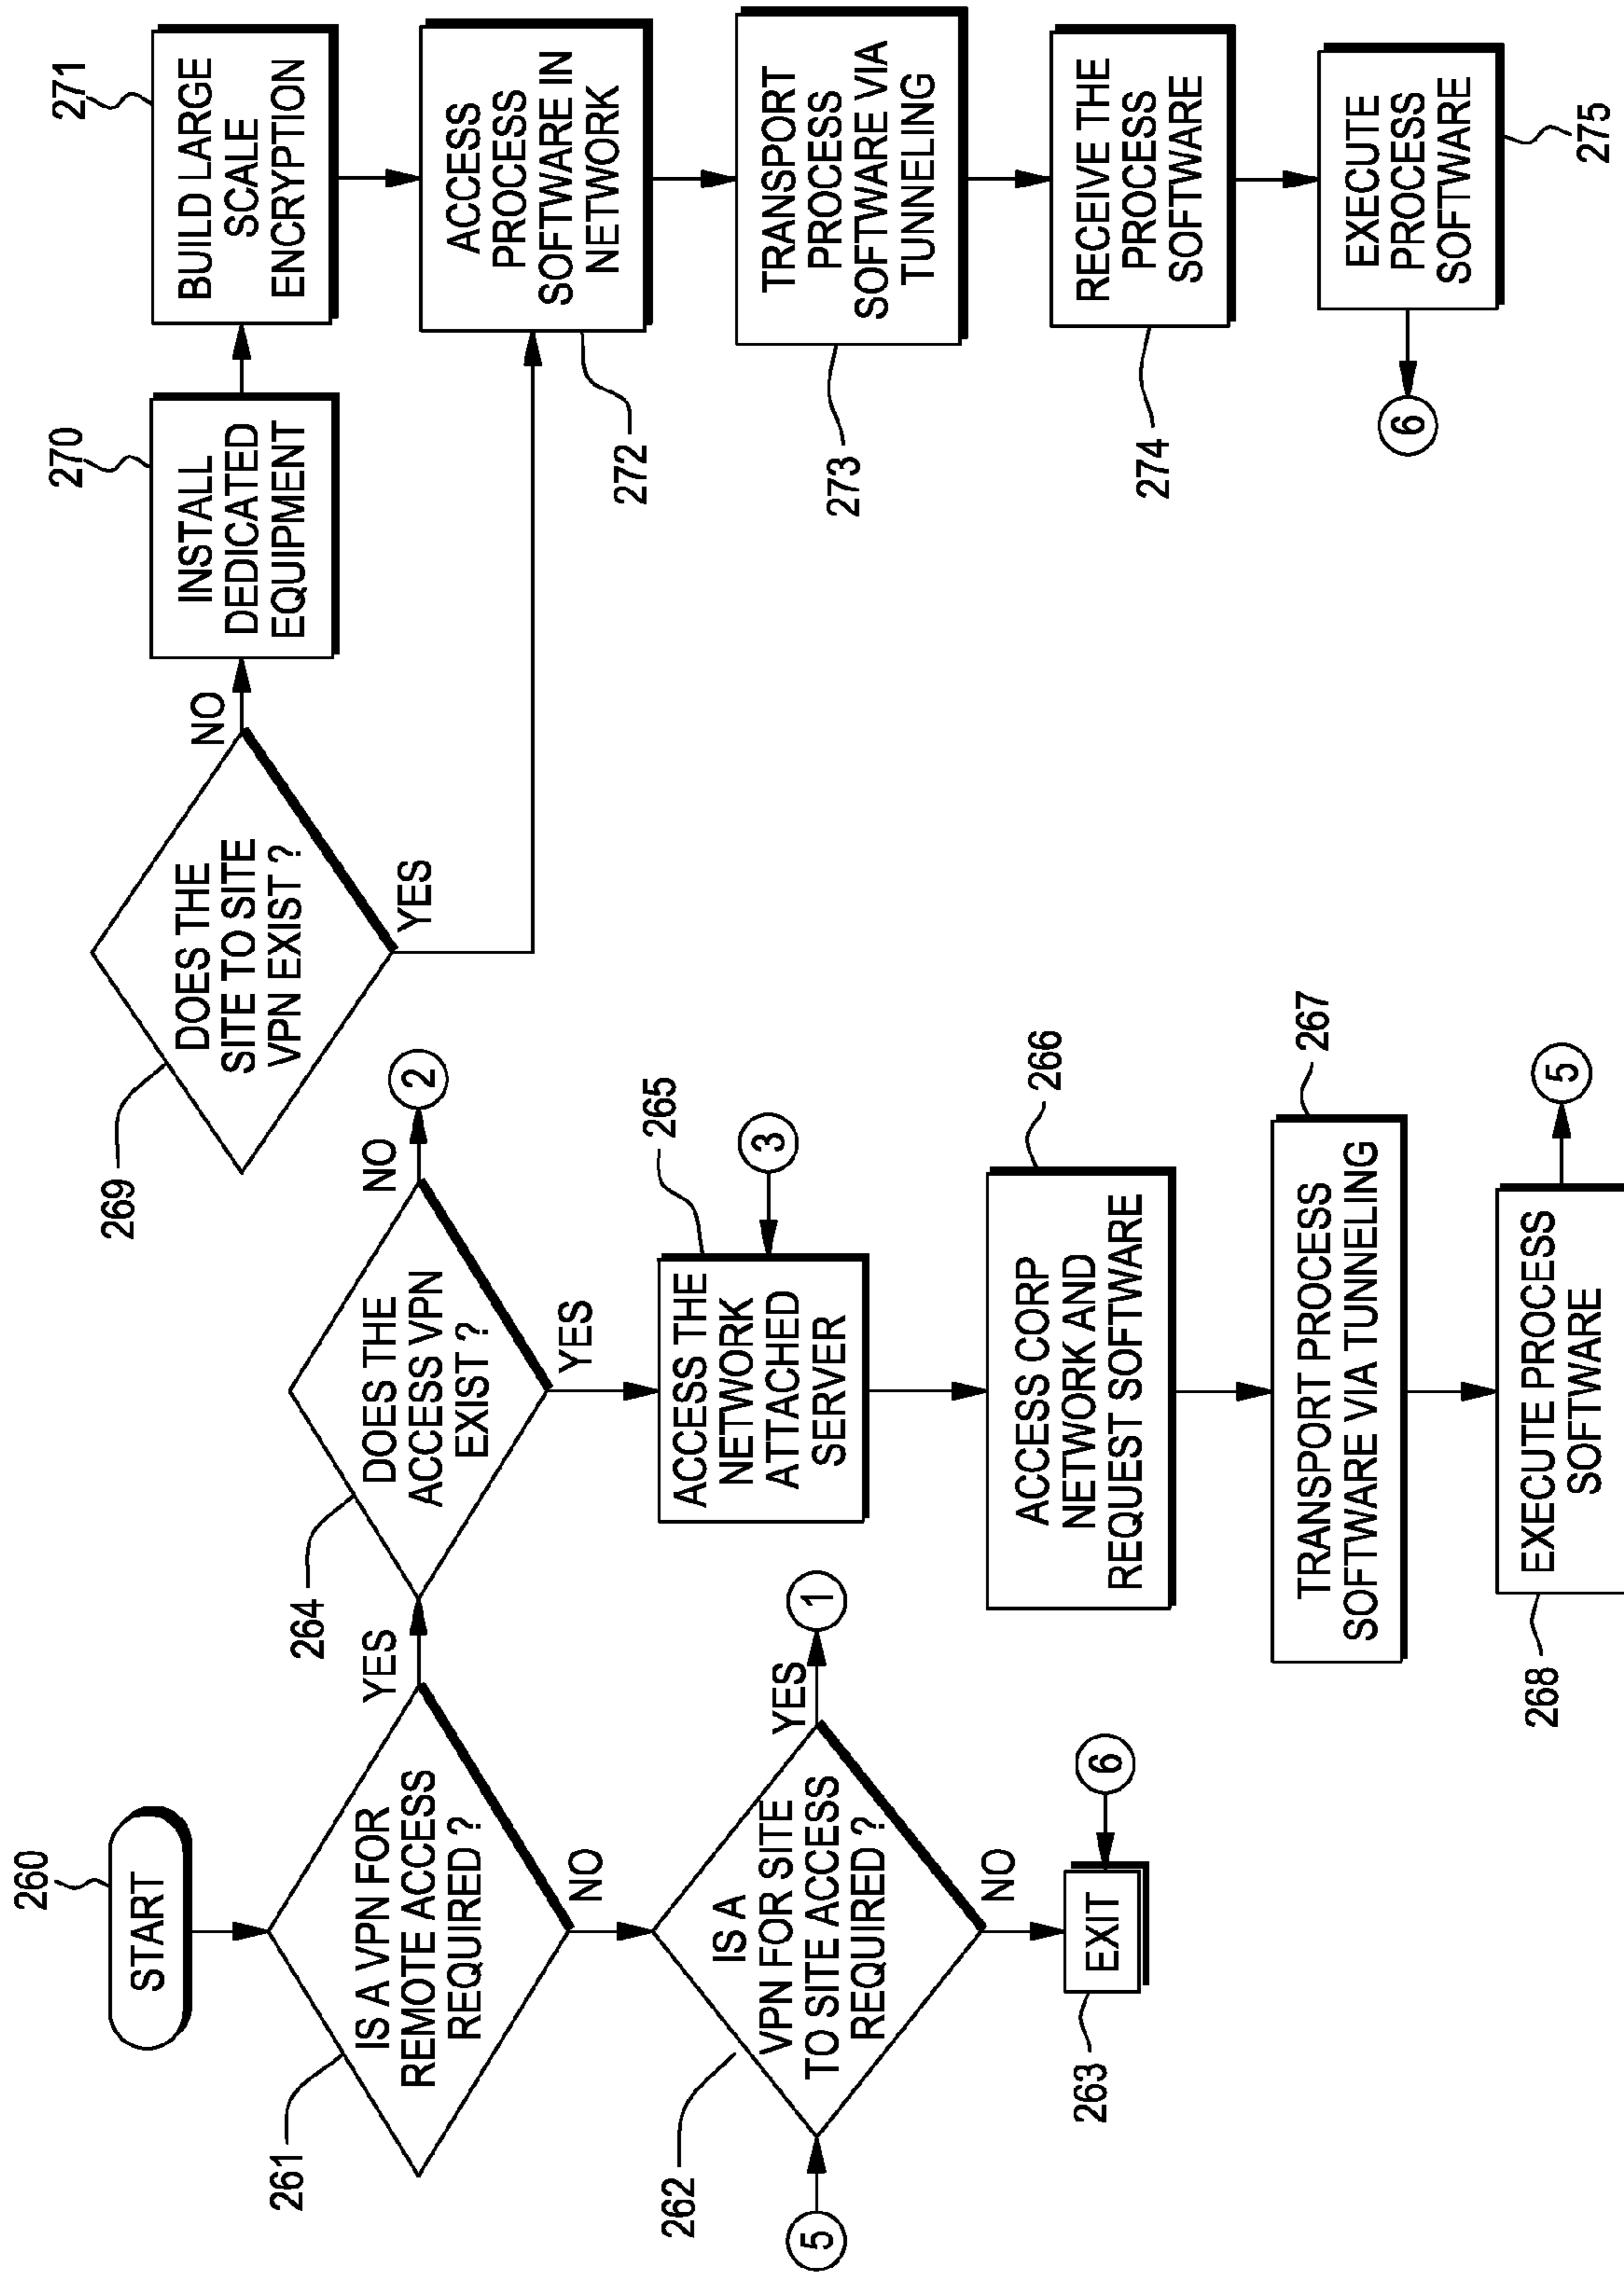 260
START
261
IS A VPN FOR
REMOTE ACCESS
REQUIRED ?
YES
NO
5
262
IS A
VPN FOR SITE
TO SITE ACCESS
REQUIRED ?
YES
1
NO
263
EXIT
6
264
DOES THE
ACCESS VPN
EXIST ?
NO
2
YES
265
ACCESS THE
NETWORK
ATTACHED
SERVER
3
266
ACCESS CORP
NETWORK AND
REQUEST SOFTWARE
267
TRANSPORT PROCESS
SOFTWARE VIA TUNNELING
268
EXECUTE PROCESS
SOFTWARE
5
269
DOES THE
SITE TO SITE
VPN EXIST ?
NO
YES
270
INSTALL
DEDICATED
EQUIPMENT
271
BUILD LARGE
SCALE
ENCRYPTION
272
ACCESS
PROCESS
SOFTWARE IN
NETWORK
273
TRANSPORT
PROCESS
SOFTWARE VIA
TUNNELING
274
RECEIVE THE
PROCESS
SOFTWARE
275
EXECUTE
PROCESS
SOFTWARE
6